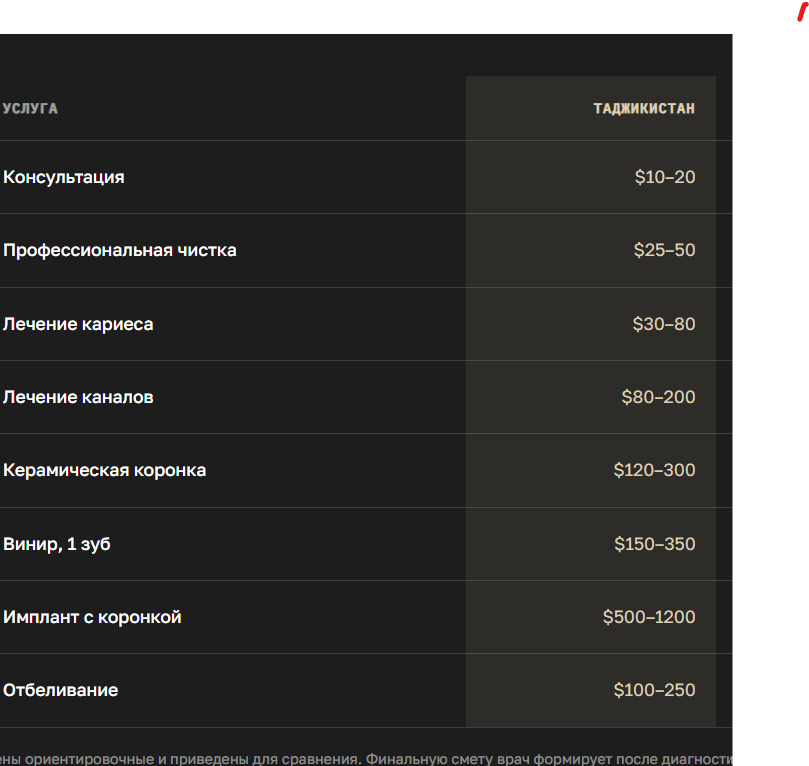 УСЛУГА ТАДЖИКИСТАН
Консультация $10–20
Профессиональная чистка $25–50
Лечение кариеса $30–80
Лечение каналов $80–200
Керамическая коронка $120–300
Винир, 1 зуб $150–350
Имплант с коронкой $500–1200
Отбеливание $100–250
ены ориентировочные и приведены для сравнения. Финальную смету врач формирует после диагности